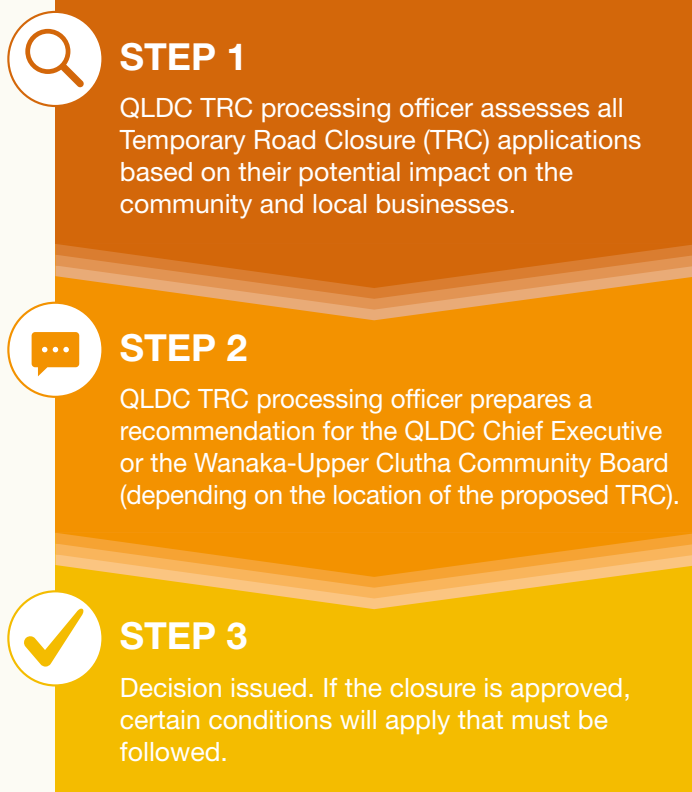 STEP 1
QLDC TRC processing officer assesses all
Temporary Road Closure (TRC) applications
based on their potential impact on the
community and local businesses.
STEP 2
QLDC TRC processing officer prepares a
recommendation for the QLDC Chief Executive
or the Wanaka-Upper Clutha Community Board
(depending on the location of the proposed TRC).
STEP 3
Decision issued. If the closure is approved,
certain conditions will apply that must be
followed.